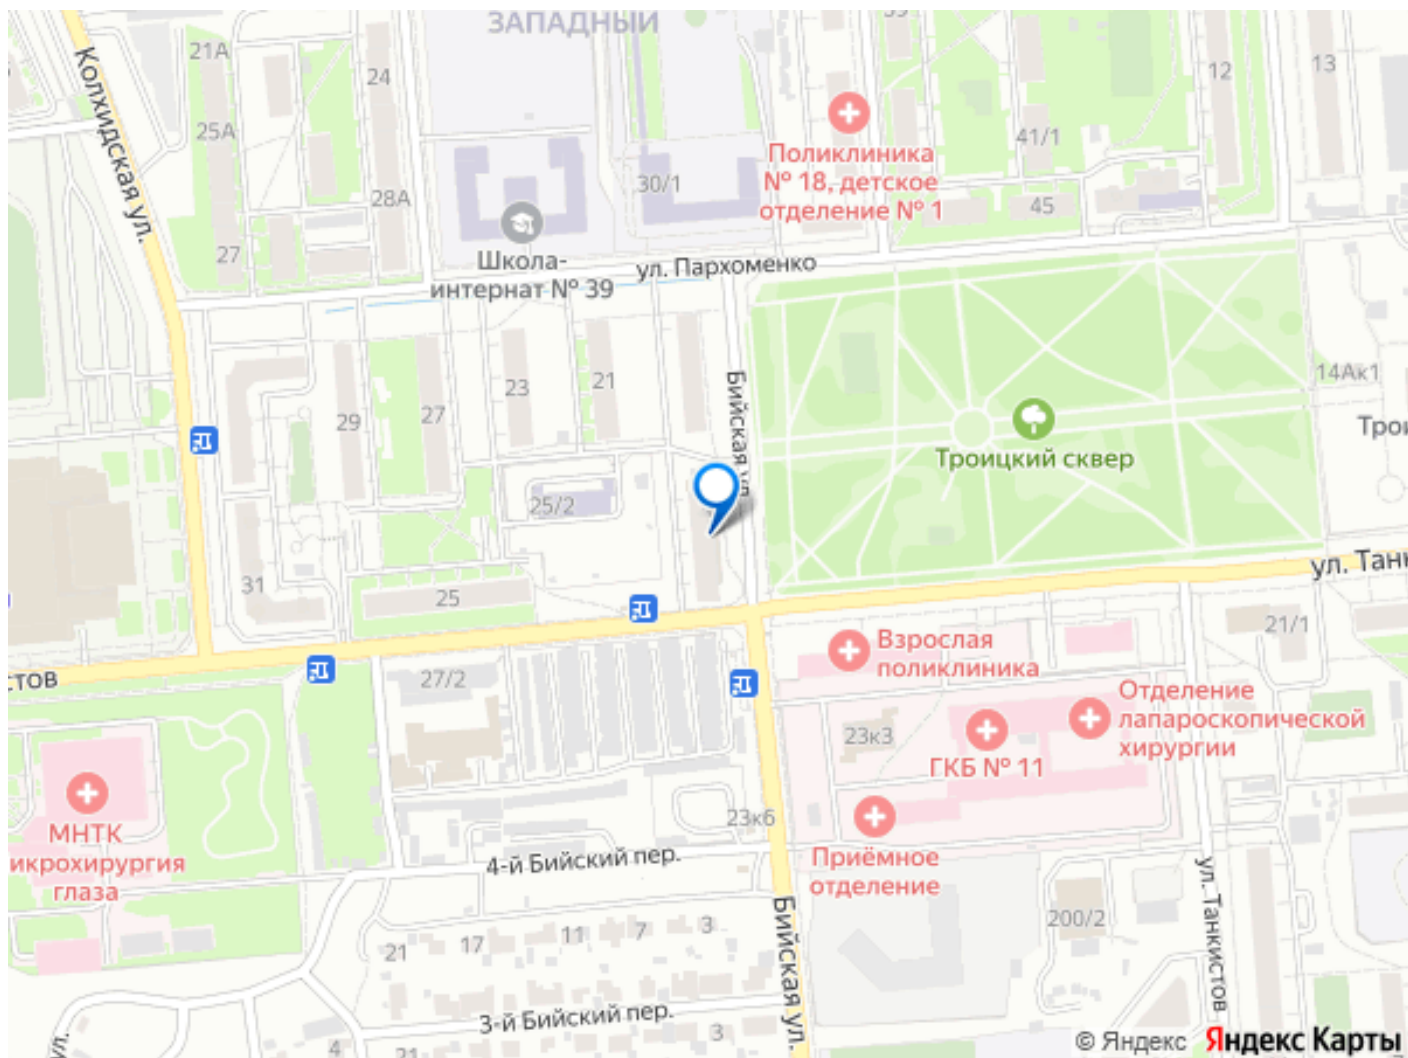 ЗАПАДНЫЙ
21А
24
12
13
Колхидская ул.
25А
41/1
Поликлиника
№ 18, детское
отделение № 1
30/1
28А
45
27
Школа-
интернат № 39
ул. Пархоменко
23
21
29
27
Бийская ул.
14Ак1
Троицкий сквер
25/2
31
25
ул. Танк
21/1
Взрослая
поликлиника
27/2
стов
Отделение
лапароскопической
хирургии
23к3
ГКБ № 11
МНТК
икрохирургия
глаза
23к6
4-й Бийский пер.
Приёмное
отделение
21
17
11
7
3
200/2
Бийская ул.
ул. Танкистов
3-й Бийский пер.
3
4
21
ул.
© Яндекс Яндекс Карты